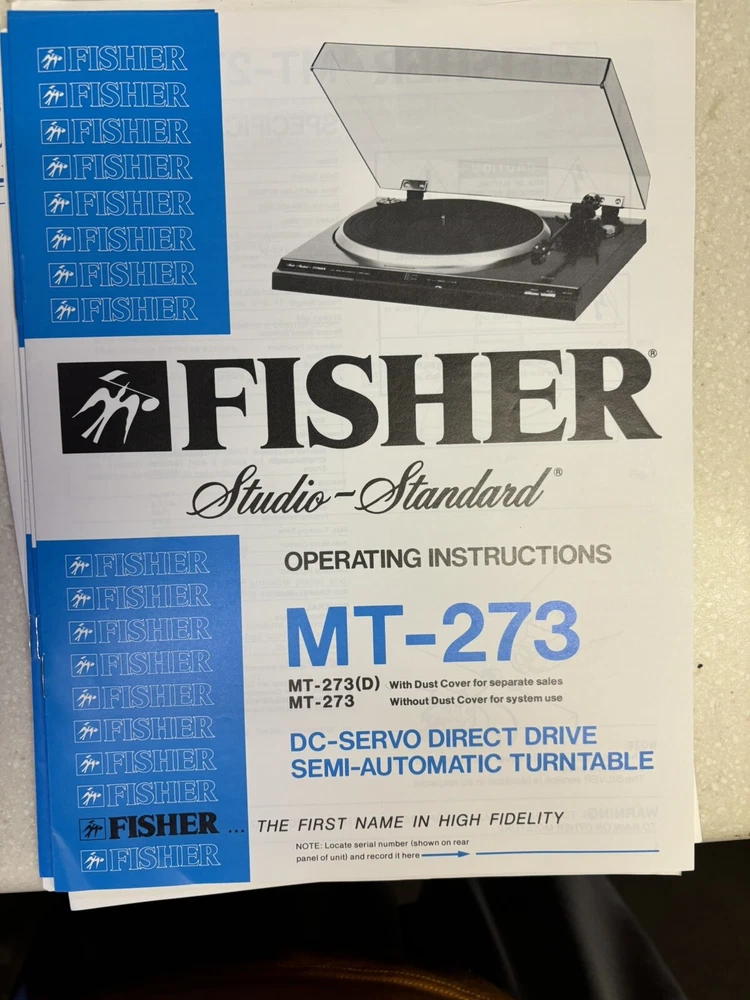 FISHER
FISHER
FISHER
FISHER
FISHER
FISHER
FISHER
FISHER
FISHER®
Studio-Standard®
OPERATING INSTRUCTIONS
MT-273
MT-273(D) With Dust Cover for separate sales
MT-273 Without Dust Cover for system use
DC-SERVO DIRECT DRIVE
SEMI-AUTOMATIC TURNTABLE
FISHER
FISHER
FISHER
FISHER
FISHER
FISHER
FISHER
FISHER
FISHER ... THE FIRST NAME IN HIGH FIDELITY
FISHER
NOTE: Locate serial number (shown on rear
panel of unit) and record it here